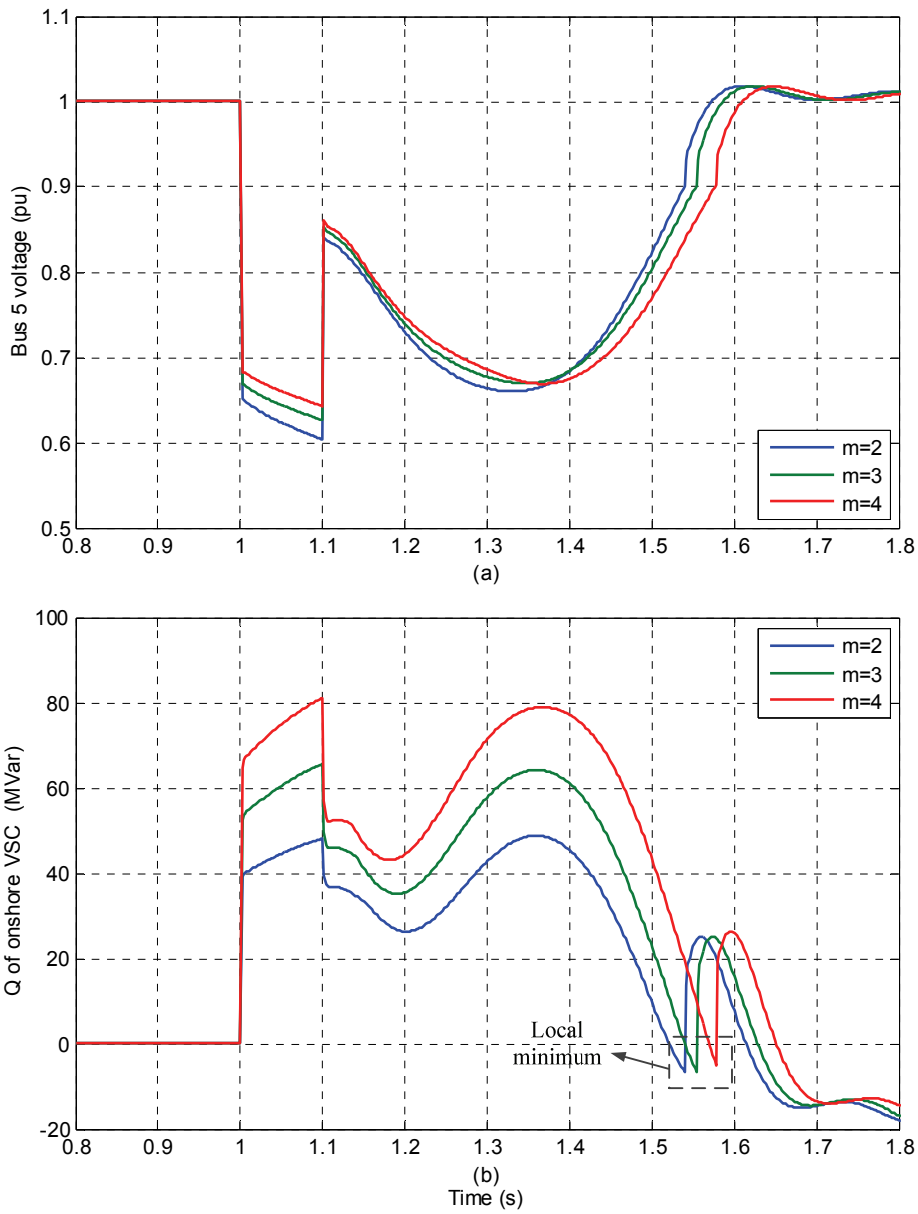 1.1
1
0.9
0.8
0.7
0.6
0.5
Bus 5 voltage (pu)
m=2
m=3
m=4
0.8 0.9 1 1.1 1.2 1.3 1.4 1.5 1.6 1.7 1.8
(a)
100
80
60
40
20
0
-20
Q of onshore VSC (MVar)
m=2
m=3
m=4
Local
minimum
0.8 0.9 1 1.1 1.2 1.3 1.4 1.5 1.6 1.7 1.8
(b)
Time (s)